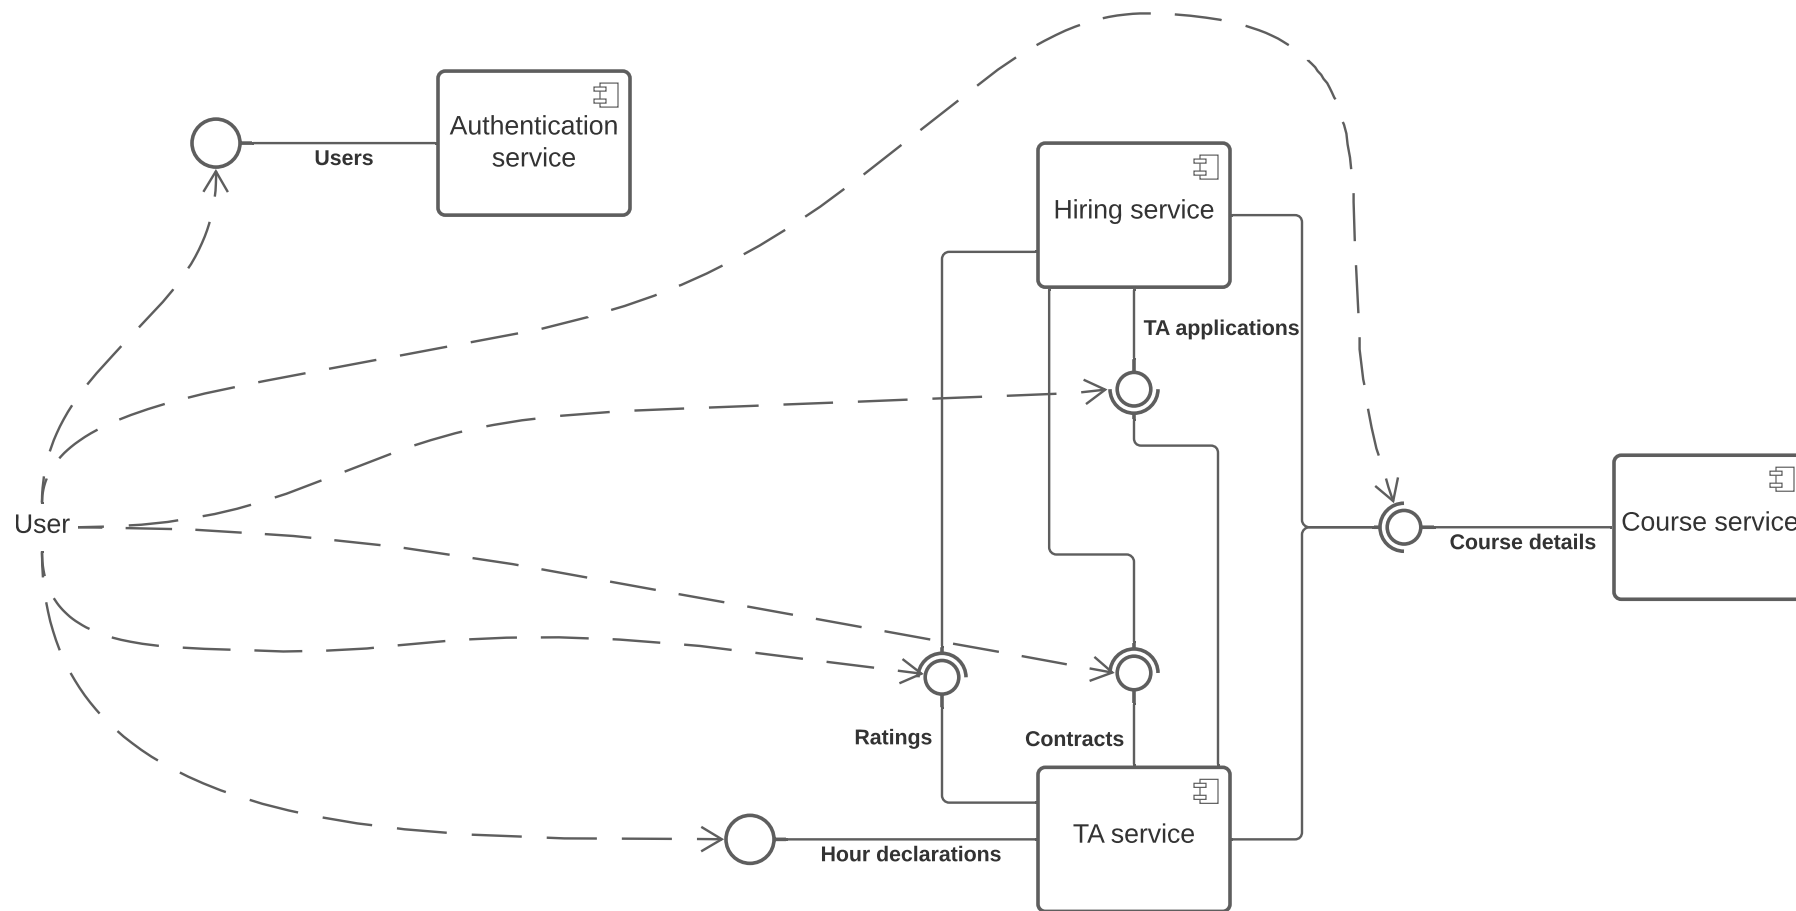 Authentication
service
Users
Hiring service
TA applications
User
Course service
Course details
Ratings
Contracts
TA service
Hour declarations